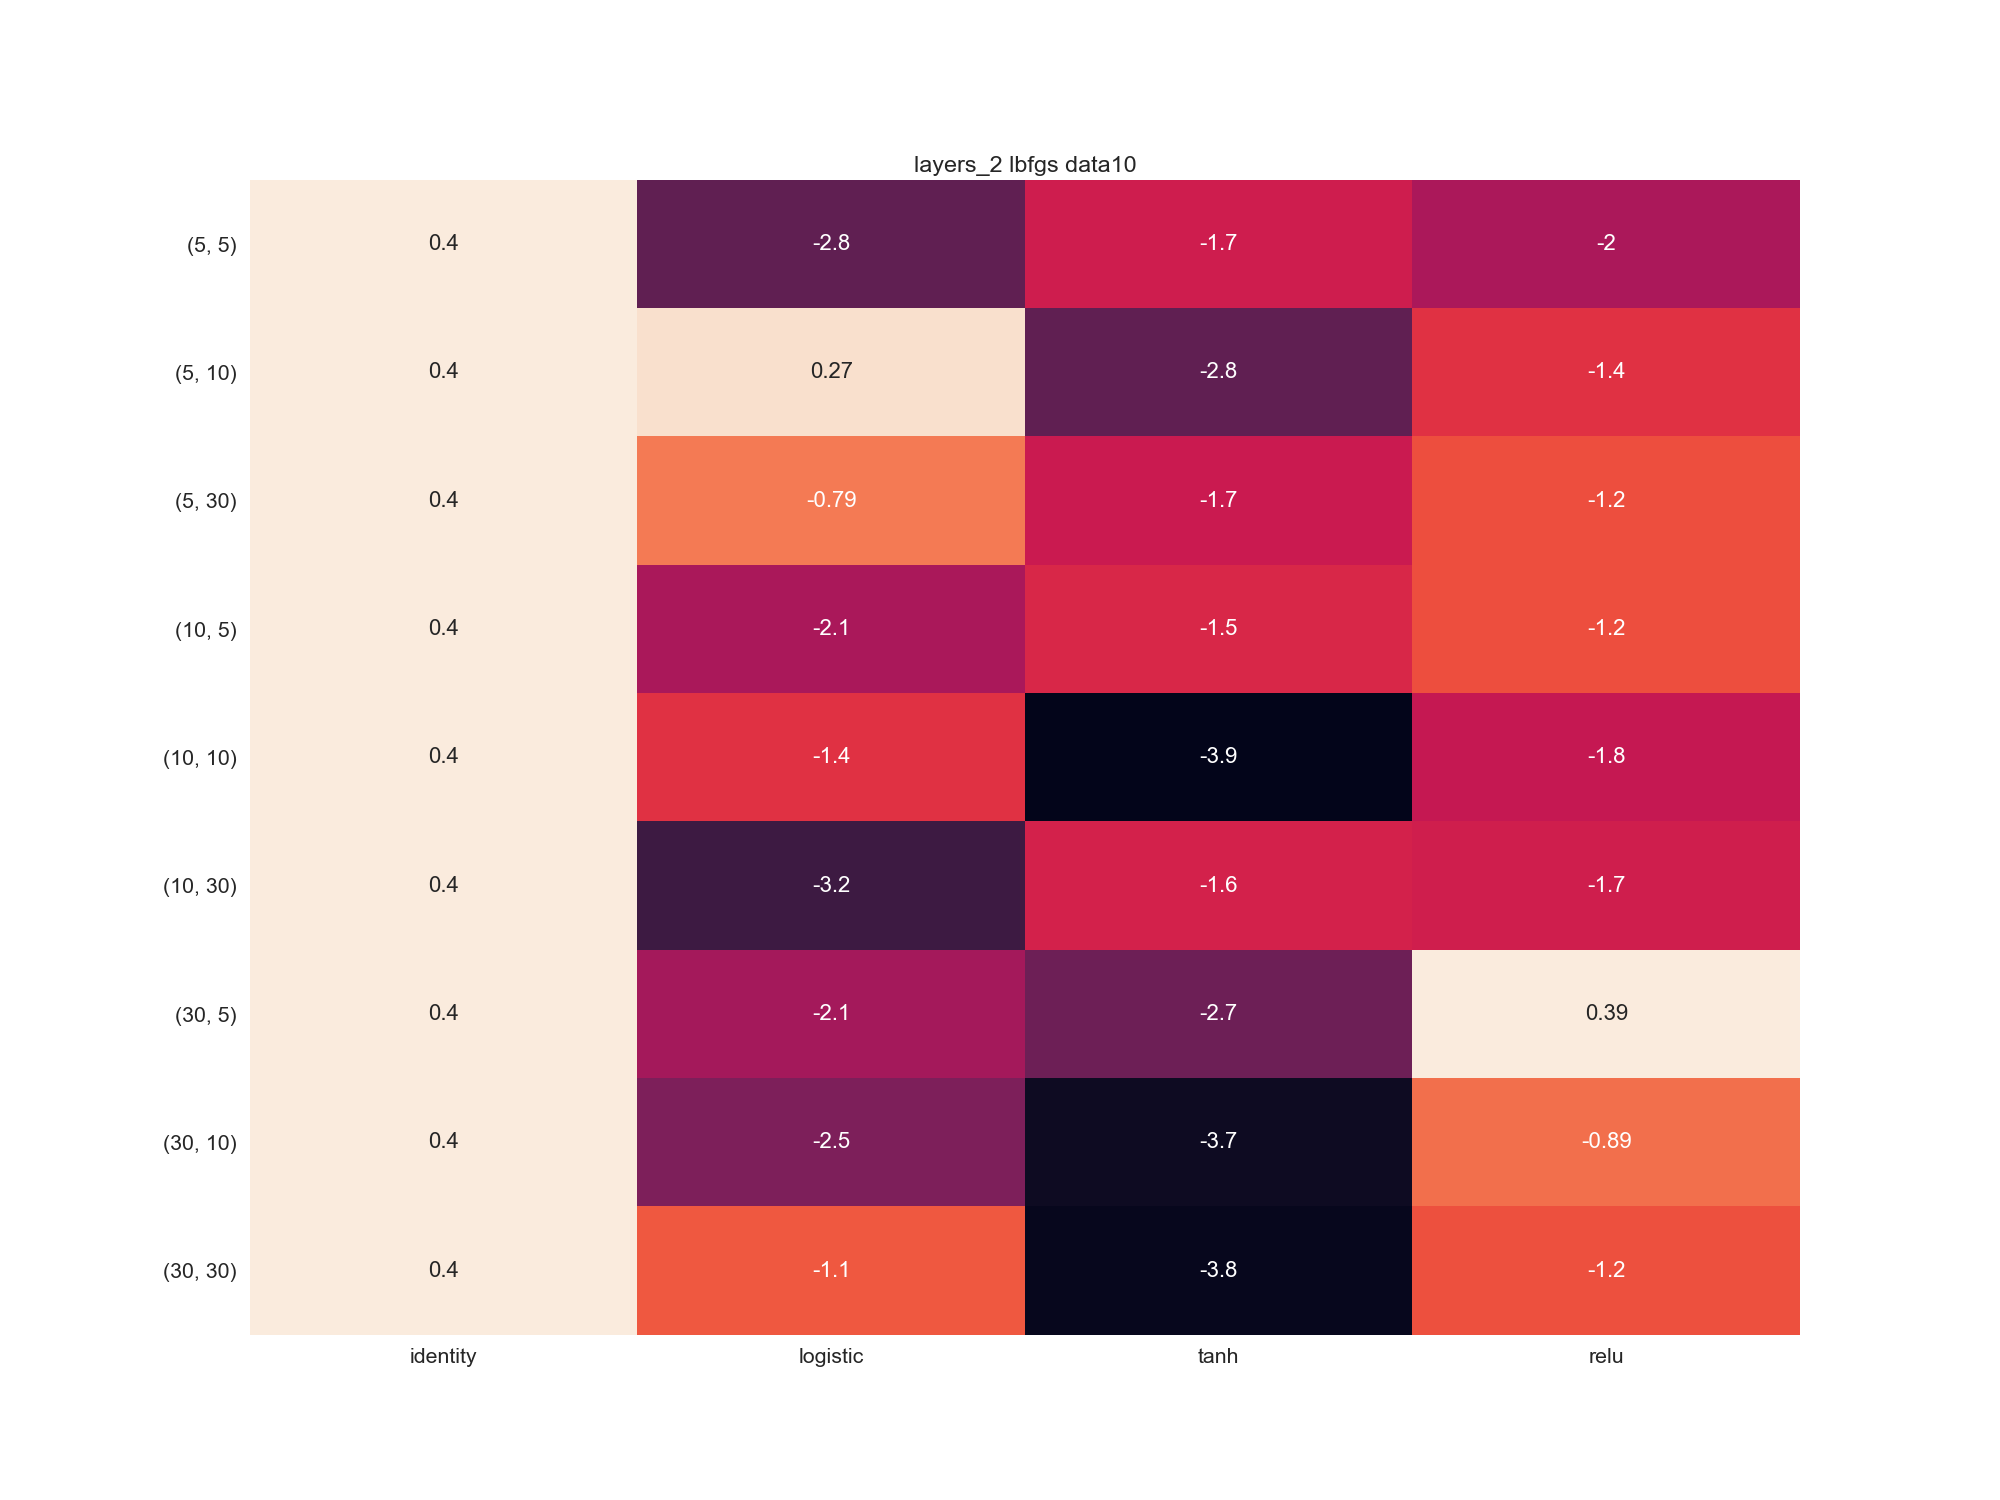 layers_2 lbfgs data10
(5, 5) 0.4 -2.8 -1.7 -2
(5, 10) 0.4 0.27 -2.8 -1.4
(5, 30) 0.4 -0.79 -1.7 -1.2
(10, 5) 0.4 -2.1 -1.5 -1.2
(10, 10) 0.4 -1.4 -3.9 -1.8
(10, 30) 0.4 -3.2 -1.6 -1.7
(30, 5) 0.4 -2.1 -2.7 0.39
(30, 10) 0.4 -2.5 -3.7 -0.89
(30, 30) 0.4 -1.1 -3.8 -1.2
identity logistic tanh relu